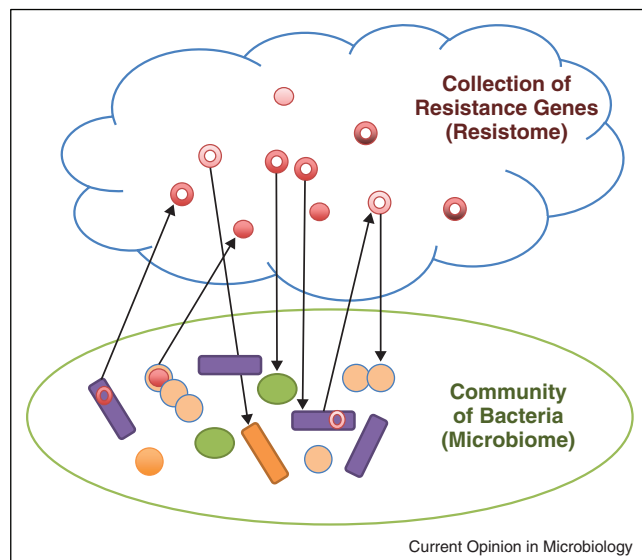 Collection of
Resistance Genes
(Resistome)
Community
of Bacteria
(Microbiome)
Current Opinion in Microbiology